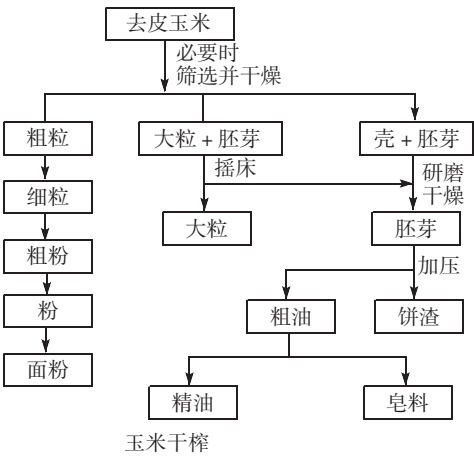 去皮玉米
必要时
筛选并干燥
粗粒
大粒+胚芽
壳+胚芽
摇床
研磨
干燥
细粒
大粒
胚芽
粗粉
加压
粉
粗油
饼渣
面粉
精油
皂料
玉米干榨